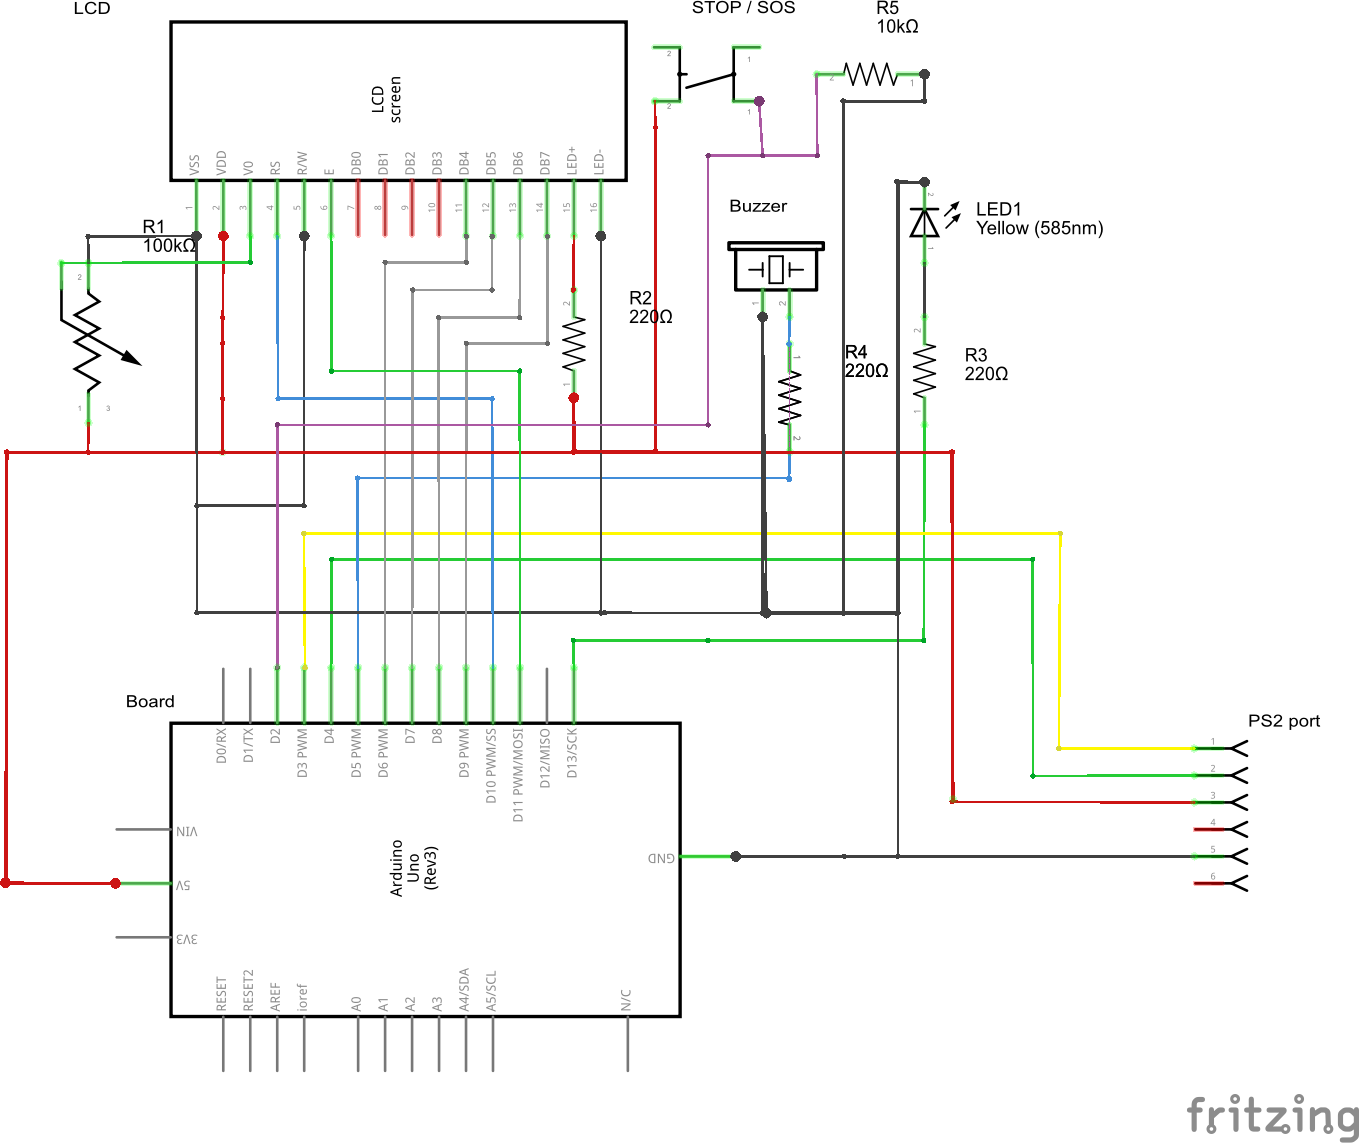 LCD
STOP / SOS
R5
10kΩ
2
1
2
1
2
1
LCD
screen
VSS
VDD
V0
RS
R/W
E
DB0
DB1
DB2
DB3
DB4
DB5
DB6
DB7
LED+
LED-
1
2
3
4
5
6
7
8
9
10
11
12
13
14
15
16
Buzzer
1
2
2
LED1
Yellow (585nm)
1
R1
100kΩ
2
1
3
2
R2
220Ω
1
1
R4
220Ω
2
2
R3
220Ω
1
Board
D0/RX
D1/TX
D2
D3 PWM
D4
D5 PWM
D6 PWM
D7
D8
D9 PWM
D10 PWM/SS
D11 PWM/MOSI
D12/MISO
D13/SCK
VIN
5V
3V3
Arduino
Uno
(Rev3)
GND
RESET
RESET2
AREF
ioref
A0
A1
A2
A3
A4/SDA
A5/SCL
N/C
PS2 port
1
2
3
4
5
6
fritzing